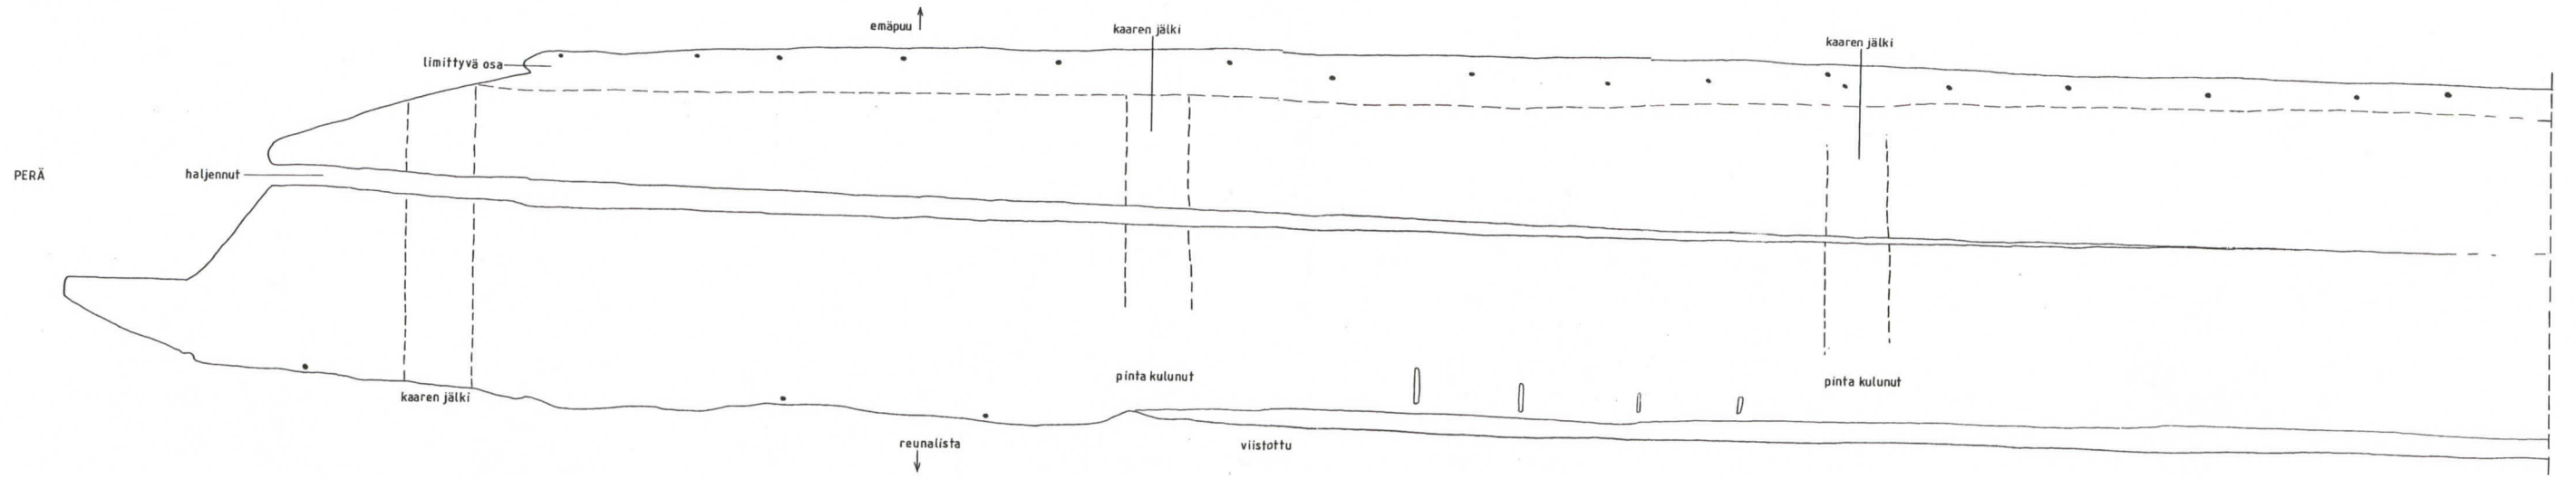 emäpuu
kaaren jälki
kaaren jälki
limittyvä osa
PERÄ
haljennut
pinta kulunut
pinta kulunut
kaaren jälki
reunalista
viistottu